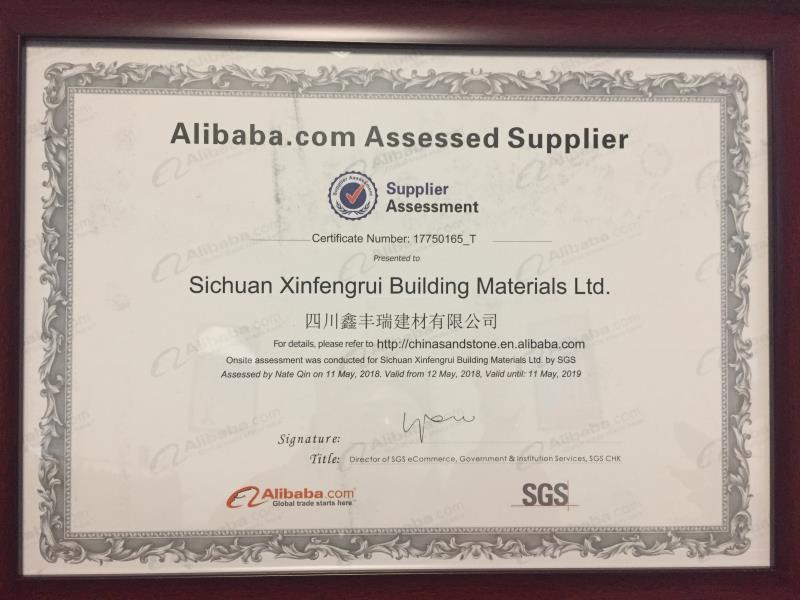 Alibaba.com Assessed Supplier
Supplier Assessment
Supplier
Assessment
Certificate Number: 17750165_T
Presented to
Sichuan Xinfengrui Building Materials Ltd.
四川鑫丰瑞建材有限公司
For details, please refer to http://chinasandstone.en.alibaba.com
Onsite assessment was conducted for Sichuan Xinfengrui Building Materials Ltd. by SGS
Assessed by Nate Qin on 11 May, 2018. Valid from 12 May, 2018, Valid until: 11 May, 2019
Signature:
Title: Director of SGS eCommerce, Government & Institution Services, SGS CHK
Alibaba.com
Global trade starts here.
SGS